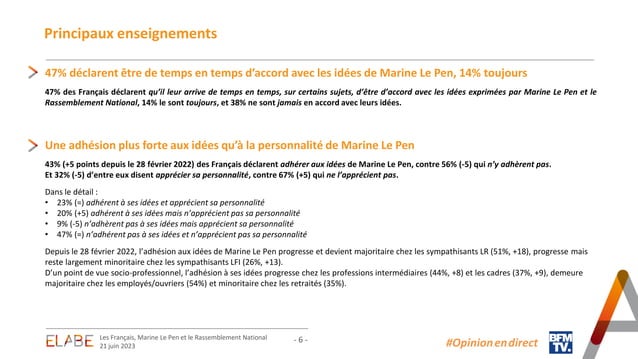 Principaux enseignements
47% déclarent être de temps en temps d’accord avec les idées de Marine Le Pen, 14% toujours
47% des Français déclarent qu’il leur arrive de temps en temps, sur certains sujets, d’être d’accord avec les idées exprimées par Marine Le Pen et le
Rassemblement National, 14% le sont toujours, et 38% ne sont jamais en accord avec leurs idées.
Une adhésion plus forte aux idées qu’à la personnalité de Marine Le Pen
43% (+5 points depuis le 28 février 2022) des Français déclarent adhérer aux idées de Marine Le Pen, contre 56% (-5) qui n’y adhèrent pas.
Et 32% (-5) d’entre eux disent apprécier sa personnalité, contre 67% (+5) qui ne l’apprécient pas.
Dans le détail :
• 23% (=) adhérent à ses idées et apprécient sa personnalité
• 20% (+5) adhérent à ses idées mais n’apprécient pas sa personnalité
• 9% (-5) n’adhèrent pas à ses idées mais apprécient sa personnalité
• 47% (=) n’adhérent pas à ses idées et n’apprécient pas sa personnalité
Depuis le 28 février 2022, l’adhésion aux idées de Marine Le Pen progresse et devient majoritaire chez les sympathisants LR (51%, +18), progresse mais
reste largement minoritaire chez les sympathisants LFI (26%, +13).
D’un point de vue socio-professionnel, l’adhésion à ses idées progresse chez les professions intermédiaires (44%, +8) et les cadres (37%, +9), demeure
majoritaire chez les employés/ouvriers (54%) et minoritaire chez les retraités (35%).
ELABE
Les Français, Marine Le Pen et le Rassemblement National
21 juin 2023
- 6 -
#Opinionendirect
BFM
TV.